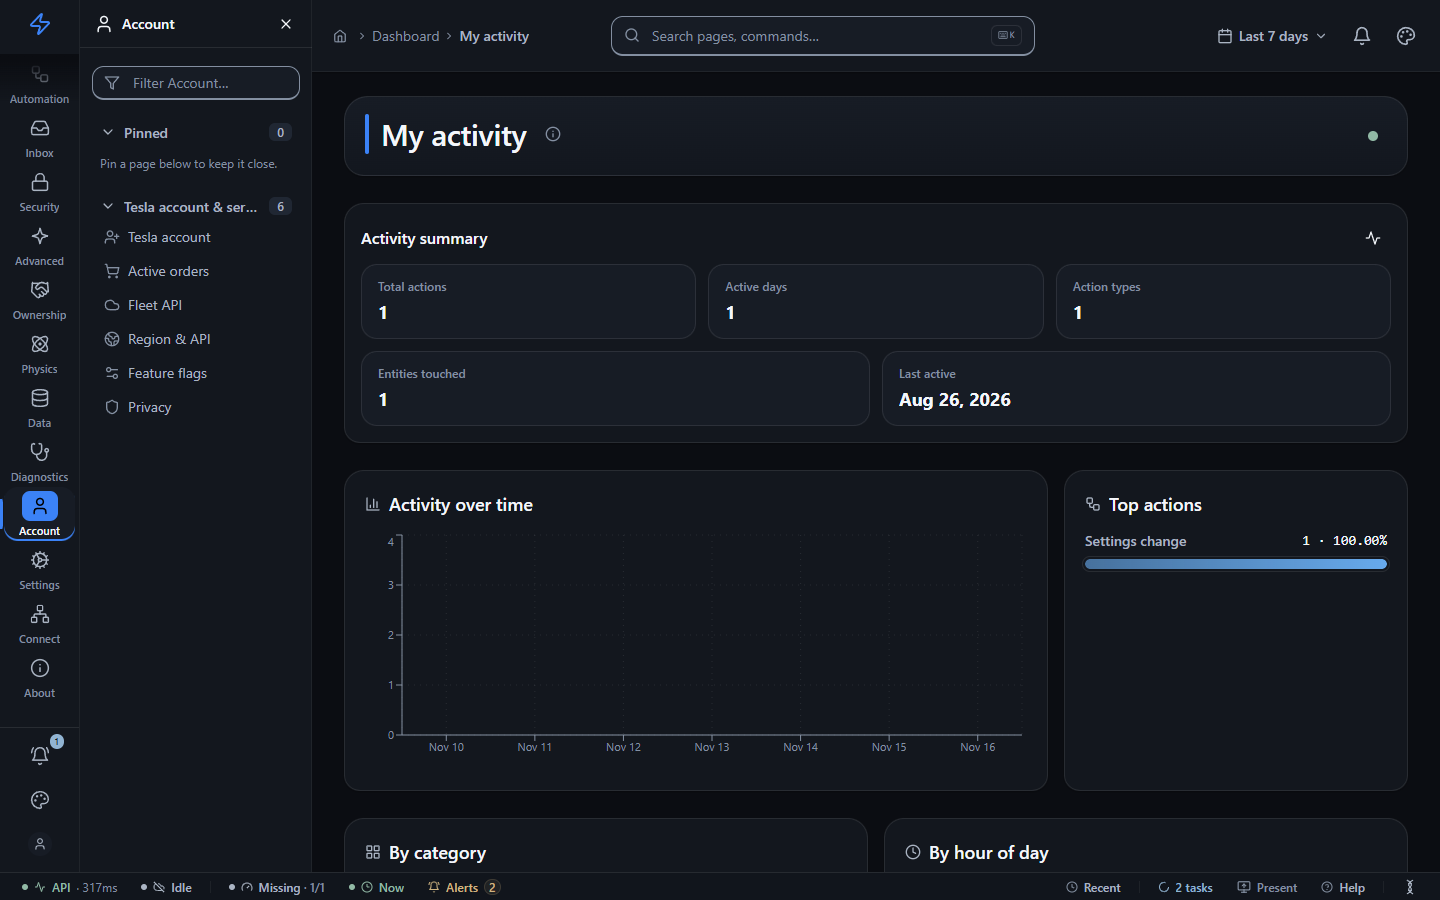 Automation
Inbox
Security
Advanced
Ownership
Physics
Data
Diagnostics
Account
Settings
Connect
About
1
Account
Filter Account...
Pinned 0
Pin a page below to keep it close.
Tesla account & ser... 6
Tesla account
Active orders
Fleet API
Region & API
Feature flags
Privacy
Dashboard
My activity
Search pages, commands...
K
Last 7 days
My activity
Activity summary
Total actions
1
Active days
1
Action types
1
Entities touched
1
Last active
Aug 26, 2026
Activity over time
4
3
2
1
0
Nov 10 Nov 11 Nov 12 Nov 13 Nov 14 Nov 15 Nov 16
Top actions
Settings change 1 · 100.00%
By category
By hour of day
API · 317ms Idle Missing · 1/1 Now Alerts 2 Recent 2 tasks Present Help